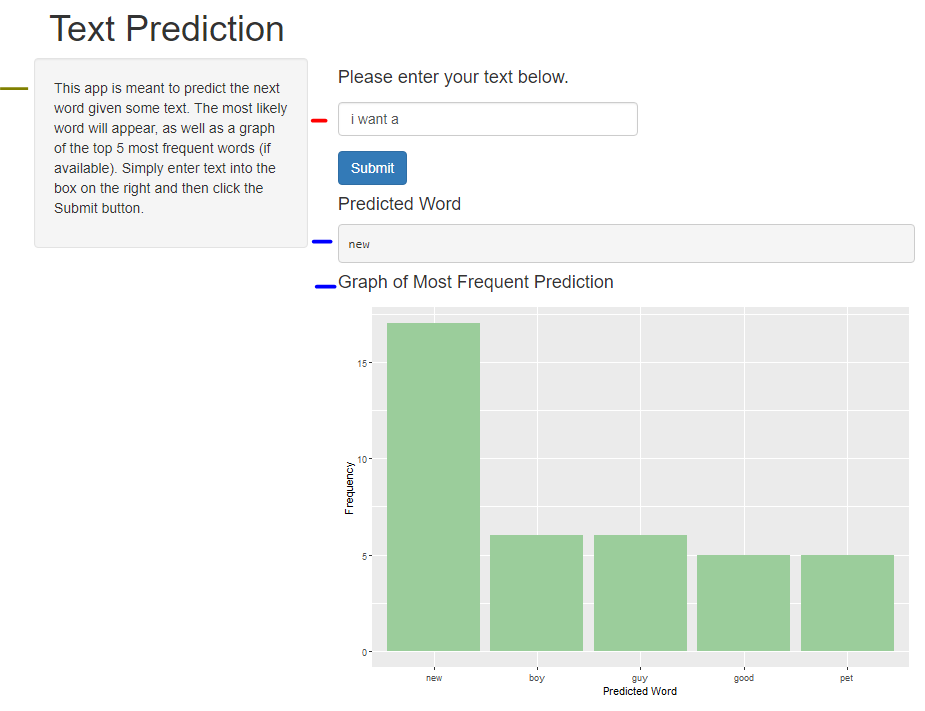 Text Prediction
This app is meant to predict the next
word given some text. The most likely
word will appear, as well as a graph
of the top 5 most frequent words (if
available). Simply enter text into the
box on the right and then click the
Submit button.
Please enter your text below.
i want a
Submit
Predicted Word
new
Graph of Most Frequent Prediction
Frequency
15
10
5
0
new boy guy good pet
Predicted Word